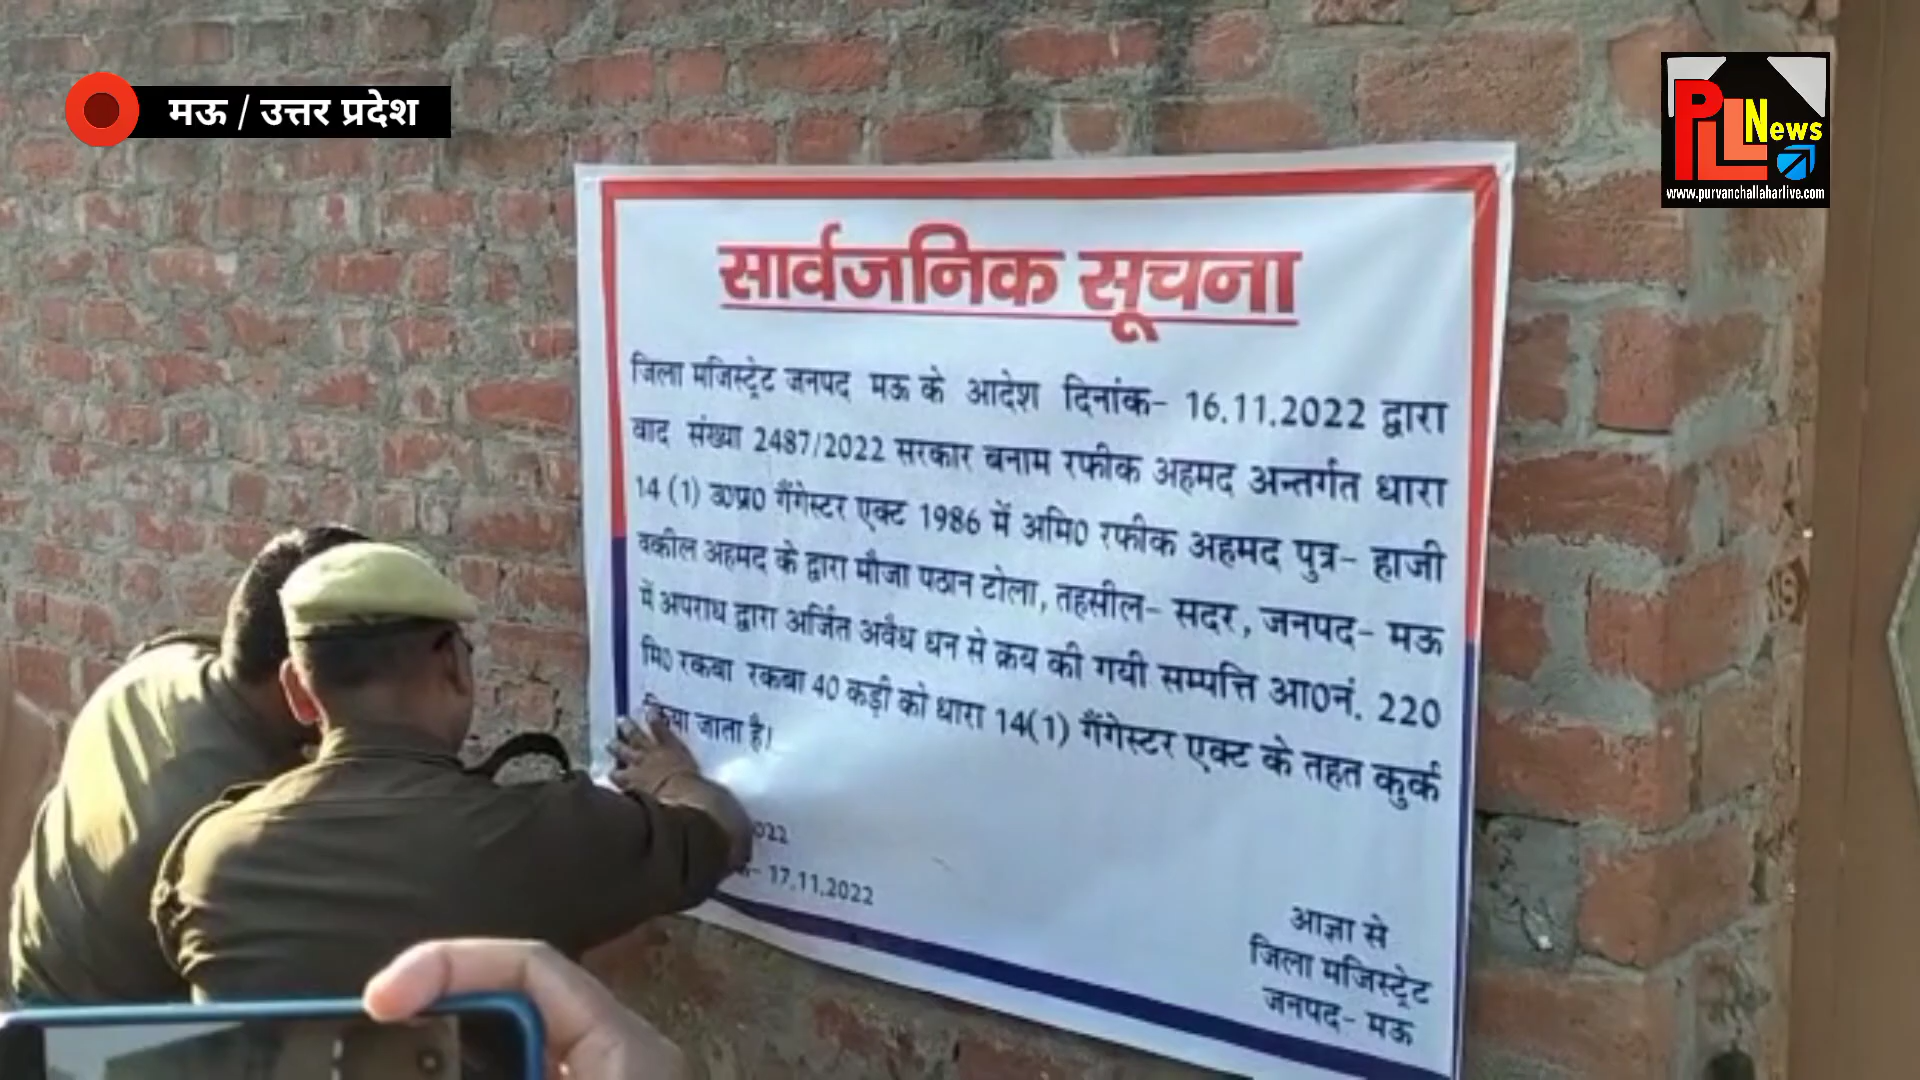 मऊ / उत्तर प्रदेश
PLL News
www.purvanchallaharlive.com
सार्वजनिक सूचना
जिला मजिस्ट्रेट जनपद मऊ के आदेश दिनांक- 16.11.2022 द्वारा
वाद संख्या 2487/2022 सरकार बनाम रफीक अहमद अन्तर्गत धारा
14 (1) उ0प्र0 गैंगेस्टर एक्ट 1986 में अभि0 रफीक अहमद पुत्र- हाजी
वकील अहमद के द्वारा मौजा पठान टोला, तहसील- सदर, जनपद- मऊ
में अपराध द्वारा अर्जित अवैध धन से क्रय की गयी सम्पत्ति आ0नं. 220
मि0 रकबा रकबा 40 कड़ी को धारा 14(1) गैंगेस्टर एक्ट के तहत कुर्क
किया जाता है।
022
- 17.11.2022
आज्ञा से
जिला मजिस्ट्रेट
जनपद- मऊ